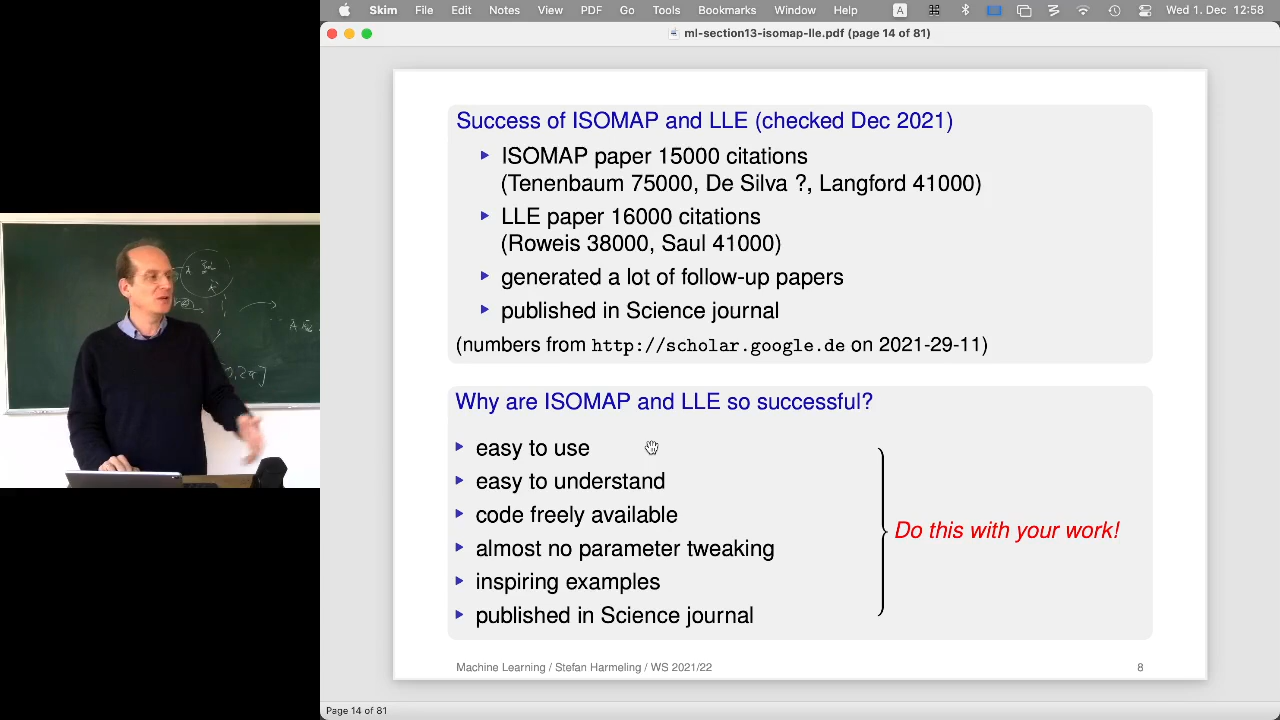 Skim File Edit Notes View PDF Go Tools Bookmarks Window Help A Wed 1. Dec 12:58
ml-section13-isomap-lle.pdf (page 14 of 81)
Success of ISOMAP and LLE (checked Dec 2021)
ISOMAP paper 15000 citations
(Tenenbaum 75000, De Silva ?, Langford 41000)
LLE paper 16000 citations
(Roweis 38000, Saul 41000)
generated a lot of follow-up papers
published in Science journal
(numbers from http://scholar.google.de on 2021-29-11)
Why are ISOMAP and LLE so successful?
easy to use
easy to understand
code freely available
almost no parameter tweaking
inspiring examples
published in Science journal
Do this with your work!
Machine Learning / Stefan Harmeling / WS 2021/22 8
Page 14 of 81